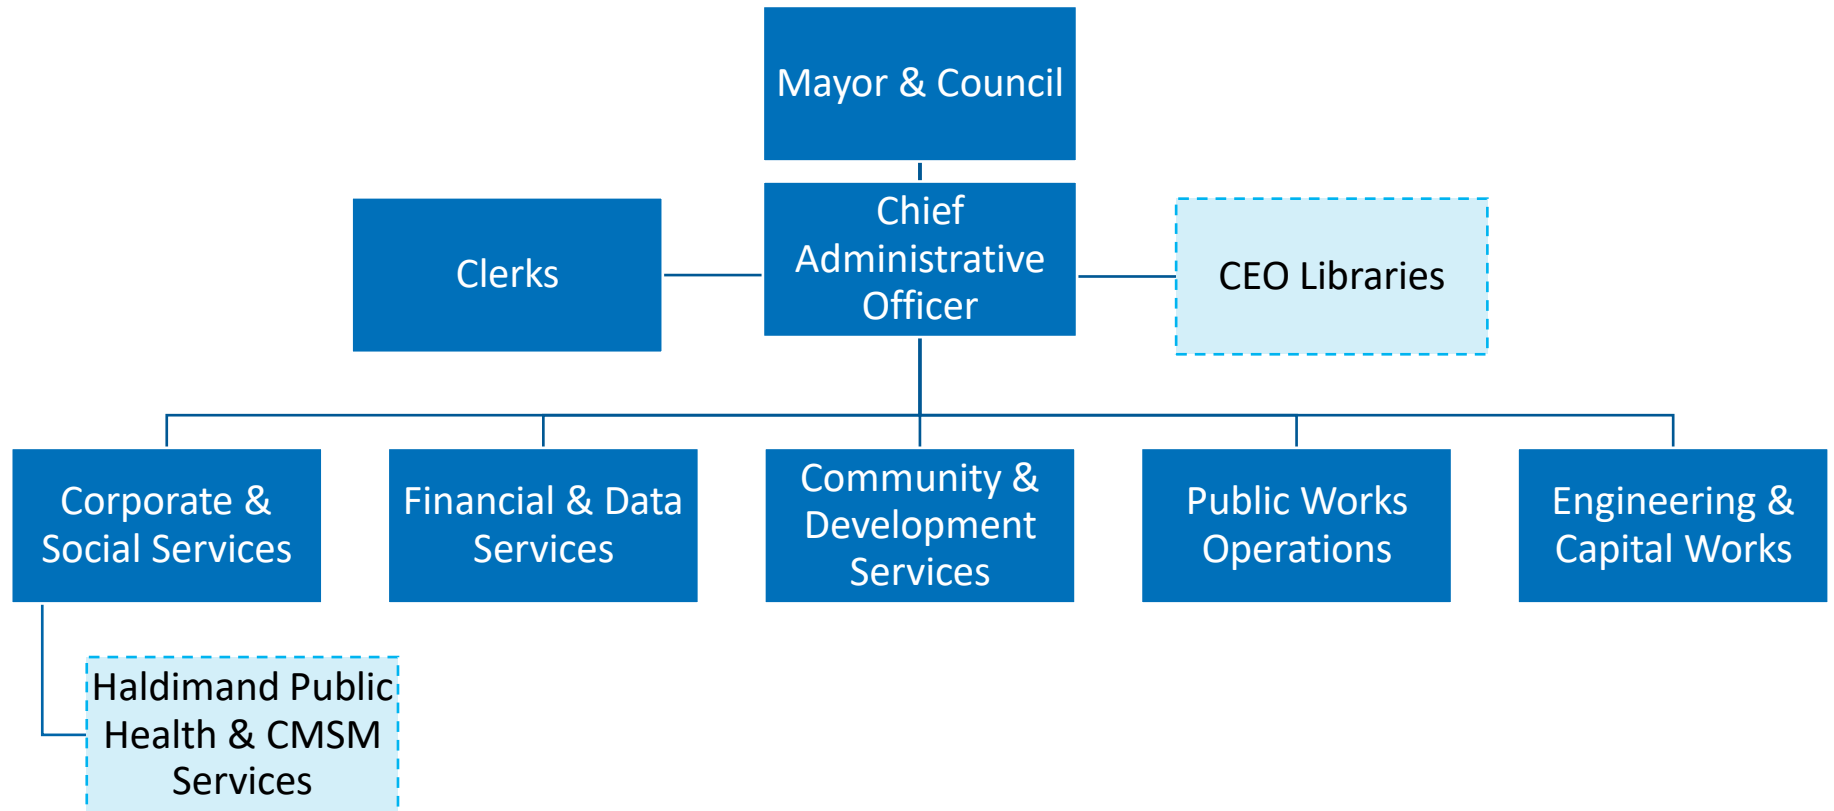 Mayor & Council
Clerks
Chief
Administrative
Officer
CEO Libraries
Corporate &
Social Services
Financial & Data
Services
Community &
Development
Services
Public Works
Operations
Engineering &
Capital Works
Haldimand Public
Health & CMSM
Services